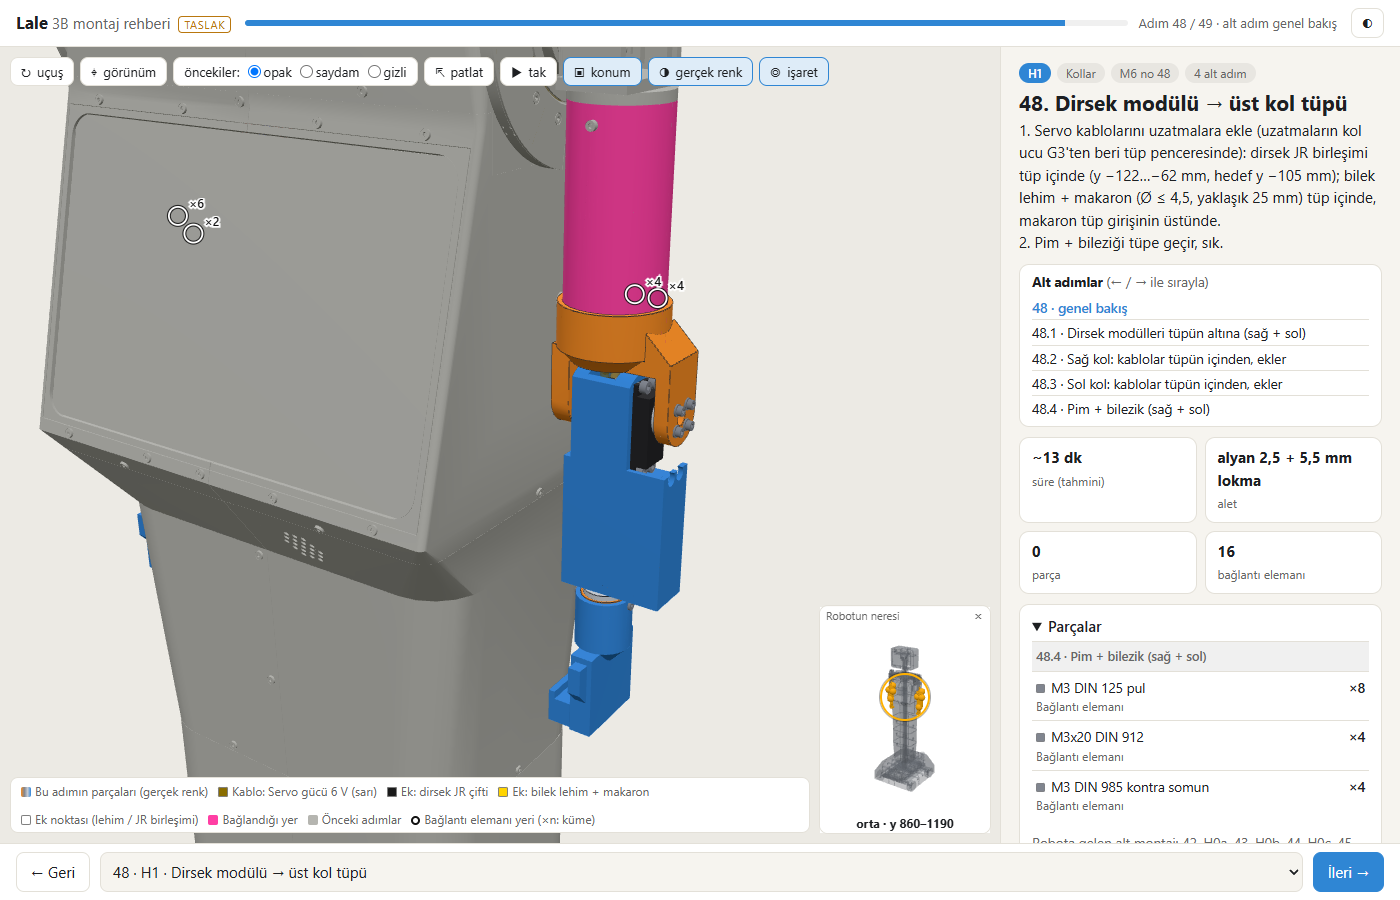 Lale 3B montaj rehberi TASLAK
Adım 48 / 49 · alt adım genel bakış
↻ uçuş
⌖ görünüm
öncekiler: opak saydam gizli
⇱ patlat
▶ tak
▣ konum
◑ gerçek renk
◎ işaret
×6
×2
×4
×4
Robotun neresi ×
orta · y 860–1190
Bu adımın parçaları (gerçek renk) Kablo: Servo gücü 6 V (sarı) Ek: dirsek JR çifti Ek: bilek lehim + makaron
Ek noktası (lehim / JR birleşimi) Bağlandığı yer Önceki adımlar Bağlantı elemanı yeri (×n: küme)
H1 Kollar M6 no 48 4 alt adım
48. Dirsek modülü → üst kol tüpü
1. Servo kablolarını uzatmalara ekle (uzatmaların kol
ucu G3'ten beri tüp penceresinde): dirsek JR birleşimi
tüp içinde (y −122…−62 mm, hedef y −105 mm); bilek
lehim + makaron (Ø ≤ 4,5, yaklaşık 25 mm) tüp içinde,
makaron tüp girişinin üstünde.
2. Pim + bileziği tüpe geçir, sık.
Alt adımlar (← / → ile sırayla)
48 · genel bakış
48.1 · Dirsek modülleri tüpün altına (sağ + sol)
48.2 · Sağ kol: kablolar tüpün içinden, ekler
48.3 · Sol kol: kablolar tüpün içinden, ekler
48.4 · Pim + bilezik (sağ + sol)
~13 dk
süre (tahmini)
alyan 2,5 + 5,5 mm
lokma
alet
0
parça
16
bağlantı elemanı
▼ Parçalar
48.4 · Pim + bilezik (sağ + sol)
M3 DIN 125 pul ×8
Bağlantı elemanı
M3x20 DIN 912 ×4
Bağlantı elemanı
M3 DIN 985 kontra somun ×4
Bağlantı elemanı
Robota gelen alt montaj: 42, H0a, 43, H0b, 44, H0c, 45,
← Geri
48 · H1 · Dirsek modülü → üst kol tüpü
İleri →